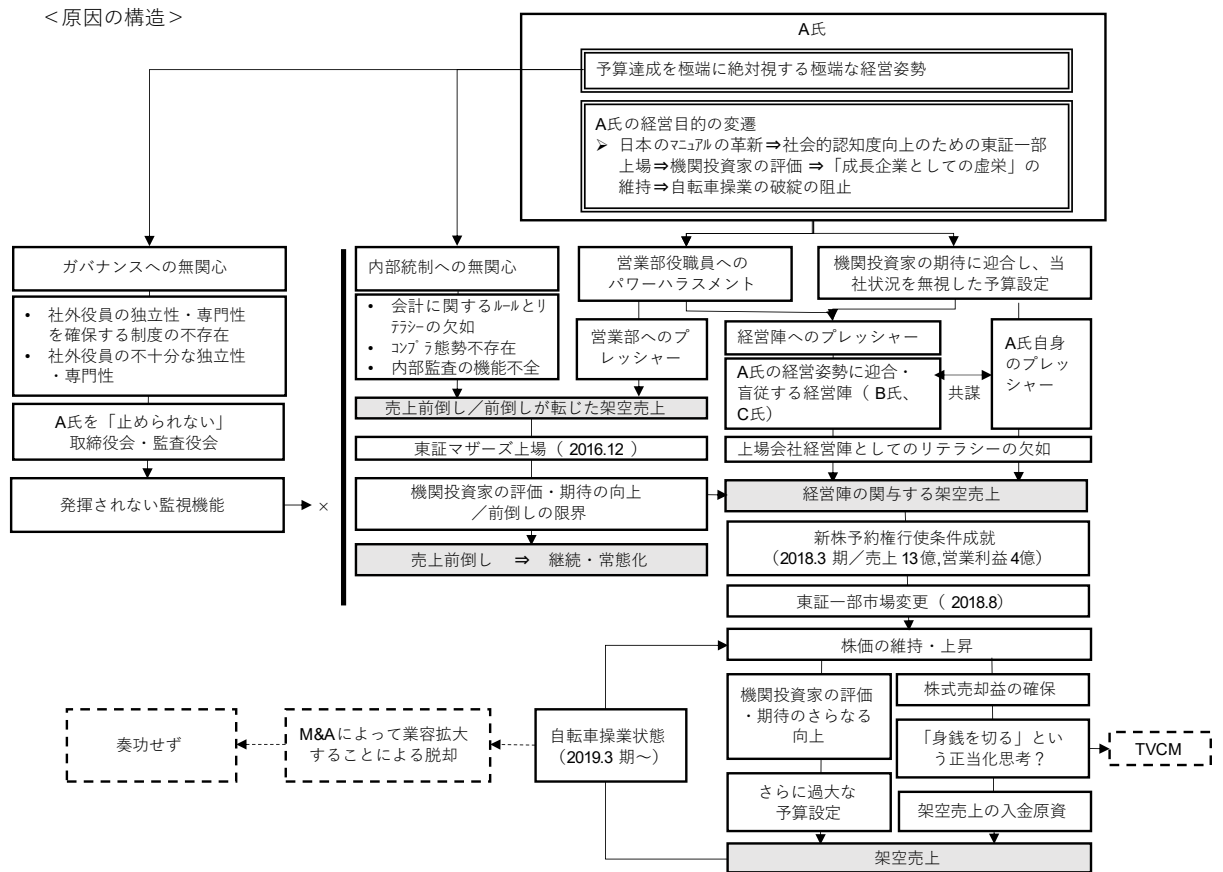 ＜原因の構造＞
A氏
予算達成を極端に絶対視する極端な経営姿勢
A氏の経営目的の変遷
➢ 日本のﾏﾆｭｱﾙの革新⇒社会的認知度向上のための東証一部
上場⇒機関投資家の評価 ⇒「成長企業としての虚栄」の
維持⇒自転車操業の破綻の阻止
ガバナンスへの無関心
• 社外役員の独立性・専門性
を確保する制度の不存在
• 社外役員の不十分な独立性
・専門性
A氏を「止められない」
取締役会・監査役会
発揮されない監視機能
×
内部統制への無関心
• 会計に関するﾙｰﾙとﾘ
ﾃﾗｼｰの欠如
• ｺﾝﾌﾟﾗ態勢不存在
• 内部監査の機能不全
営業部役職員への
パワーハラスメント
営業部へのプ
レッシャー
機関投資家の期待に迎合し、当
社状況を無視した予算設定
経営陣へのプレッシャー
A氏の経営姿勢に迎合・
盲従する経営陣（ B氏、
C氏）
共謀
A氏自身
のプレッ
シャー
売上前倒し／前倒しが転じた架空売上
東証マザーズ上場（ 2016.12 ）
機関投資家の評価・期待の向上
／前倒しの限界
売上前倒し ⇒ 継続・常態化
上場会社経営陣としてのリテラシーの欠如
経営陣の関与する架空売上
新株予約権行使条件成就
（2018.3 期／売上 13億,営業利益 4億）
東証一部市場変更（ 2018.8）
株価の維持・上昇
機関投資家の評価
・期待のさらなる
向上
さらに過大な
予算設定
株式売却益の確保
「身銭を切る」とい
う正当化思考？
TVCM
架空売上の入金原資
架空売上
自転車操業状態
（2019.3 期～）
M&Aによって業容拡大
することによる脱却
奏功せず